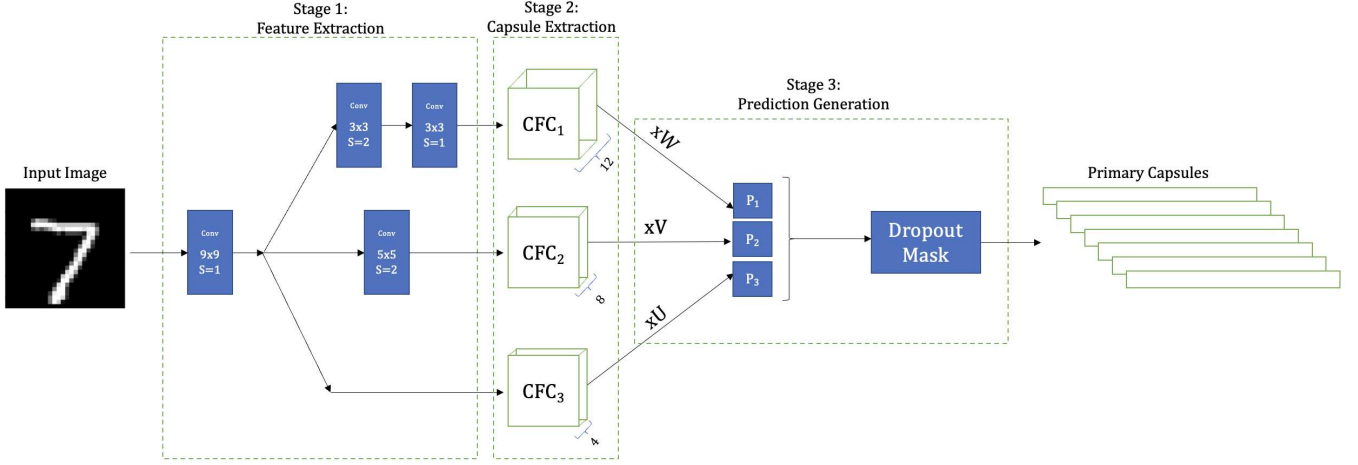 Stage 1:
Feature Extraction
Stage 2:
Capsule Extraction
Stage 3:
Prediction Generation
Input Image
Conv
9x9
S=1
Conv
3x3
S=2
Conv
3x3
S=1
Conv
5x5
S=2
CFC₁
12
CFC₂
8
CFC₃
4
xW
xV
xU
P₁
P₂
P₃
Dropout
Mask
Primary Capsules
7